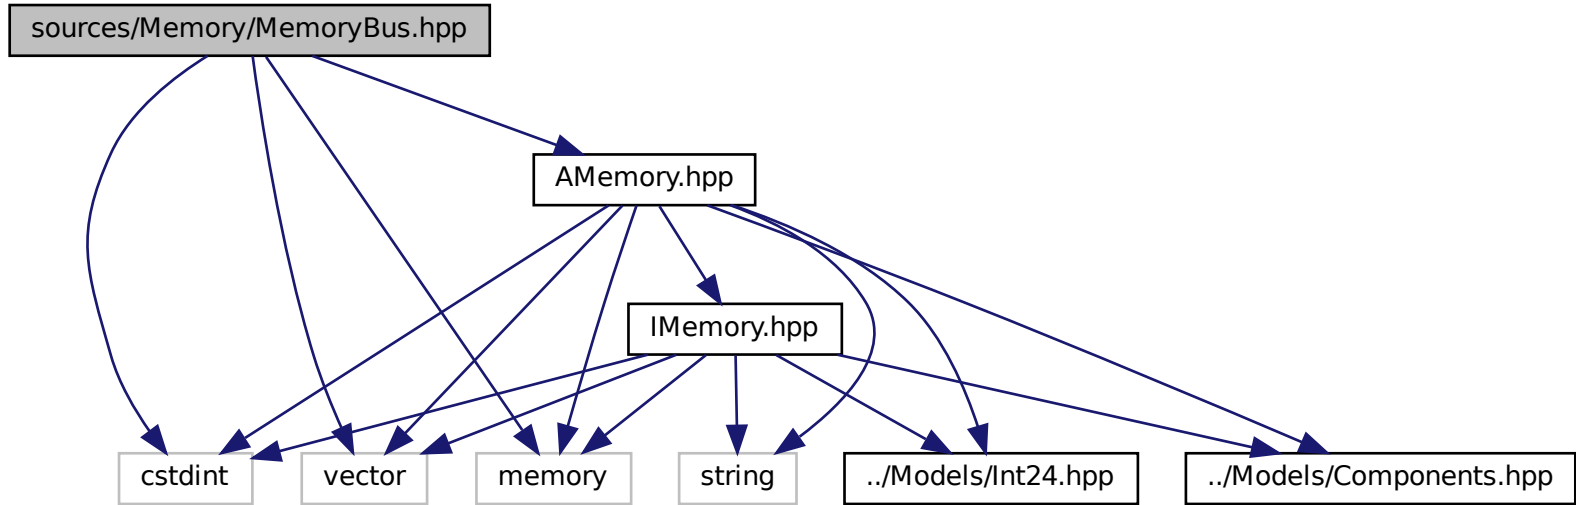 sources/Memory/MemoryBus.hpp
AMemory.hpp
IMemory.hpp
cstdint
vector
memory
string
../Models/Int24.hpp
../Models/Components.hpp